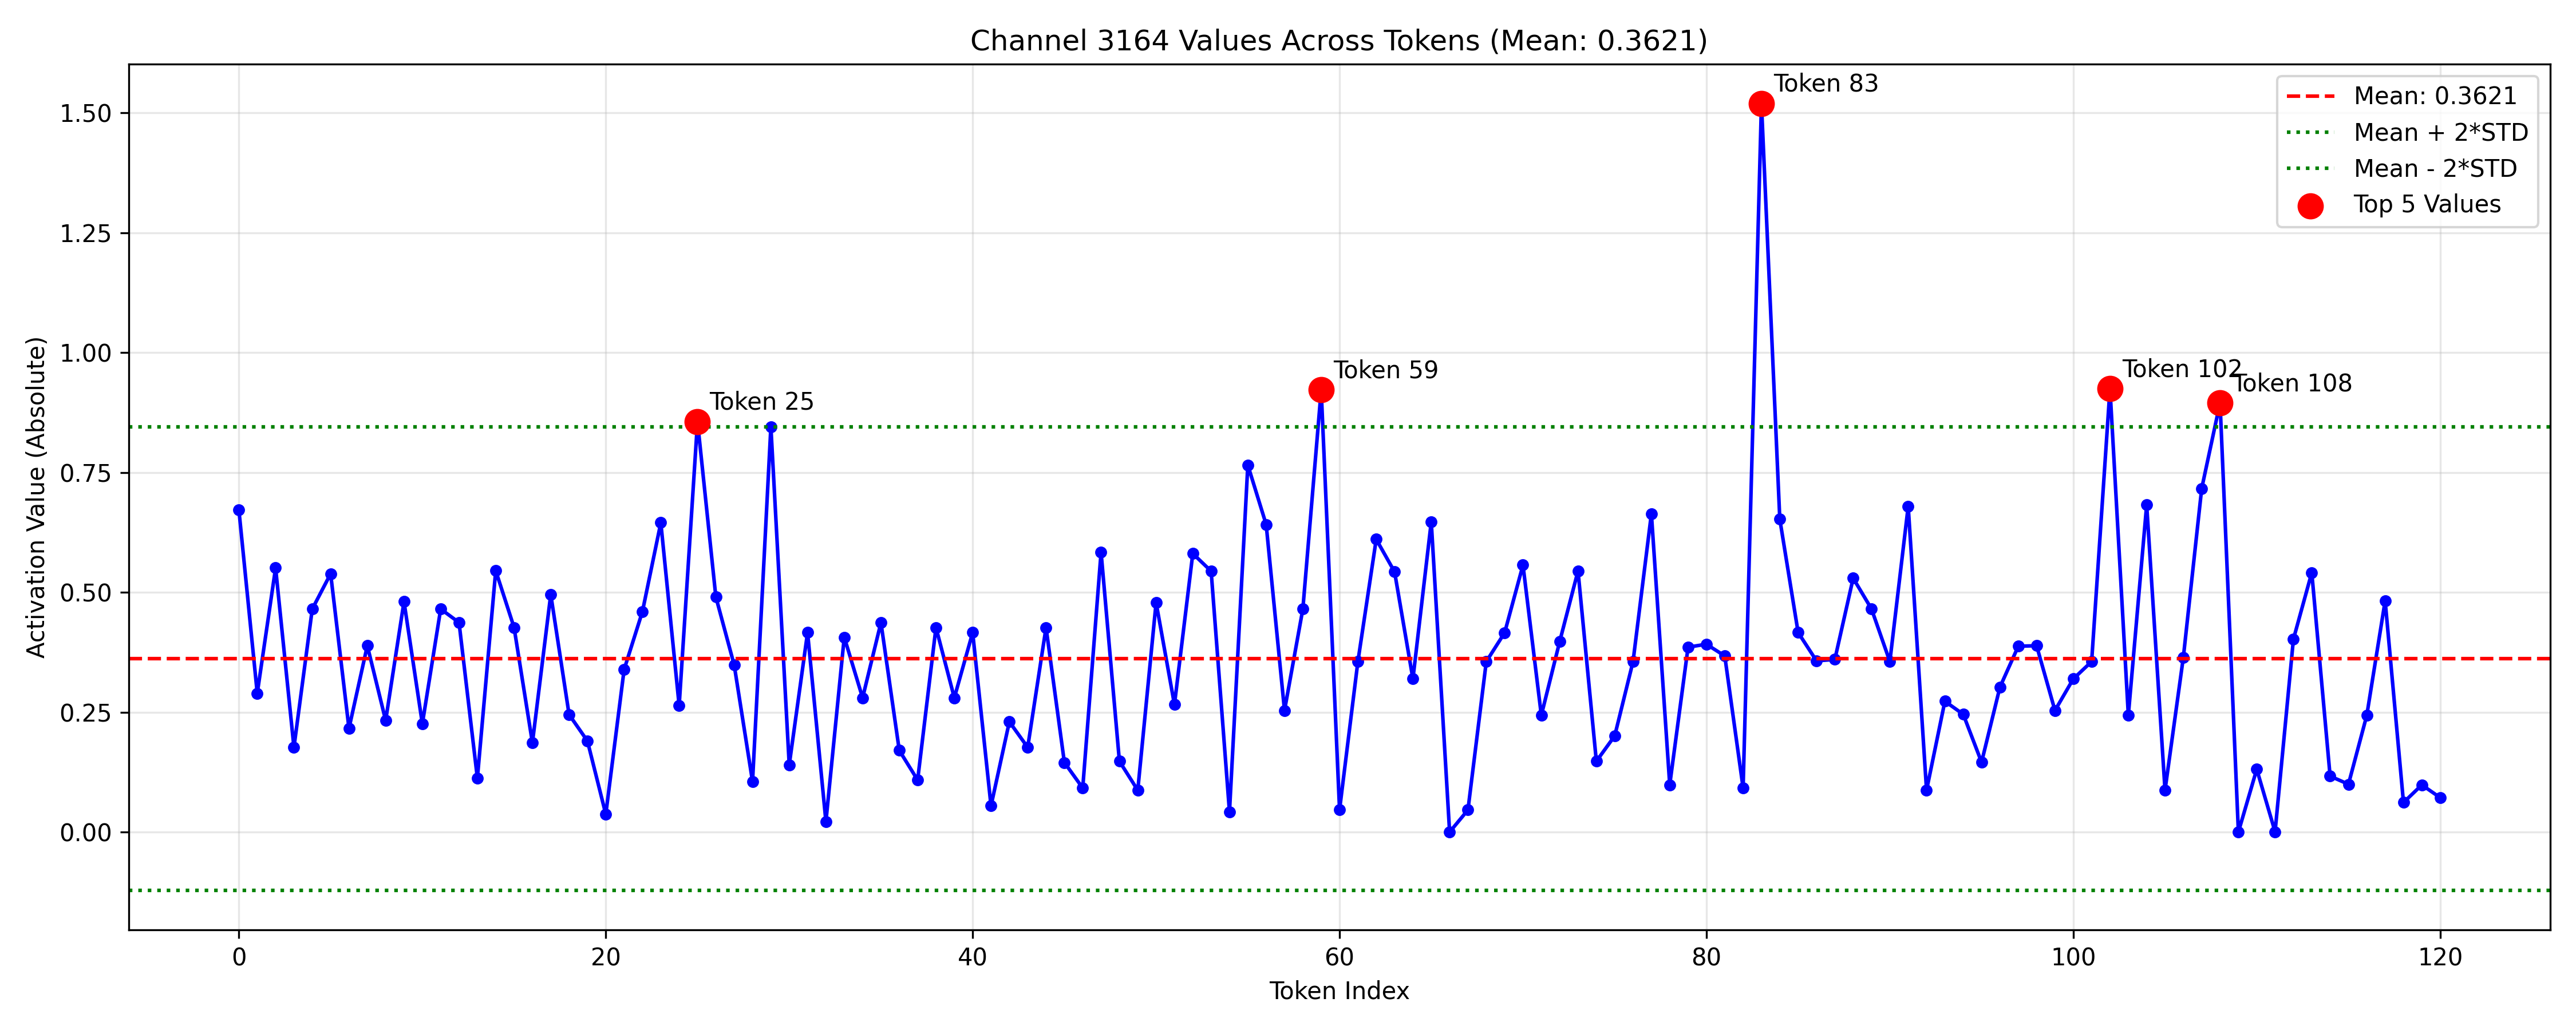 Channel 3164 Values Across Tokens (Mean: 0.3621)
Activation Value (Absolute)
1.50
1.25
1.00
0.75
0.50
0.25
0.00
Token 25
Token 59
Token 83
Token 102
Token 108
Mean: 0.3621
Mean + 2*STD
Mean - 2*STD
Top 5 Values
0
20
40
60
80
100
120
Token Index